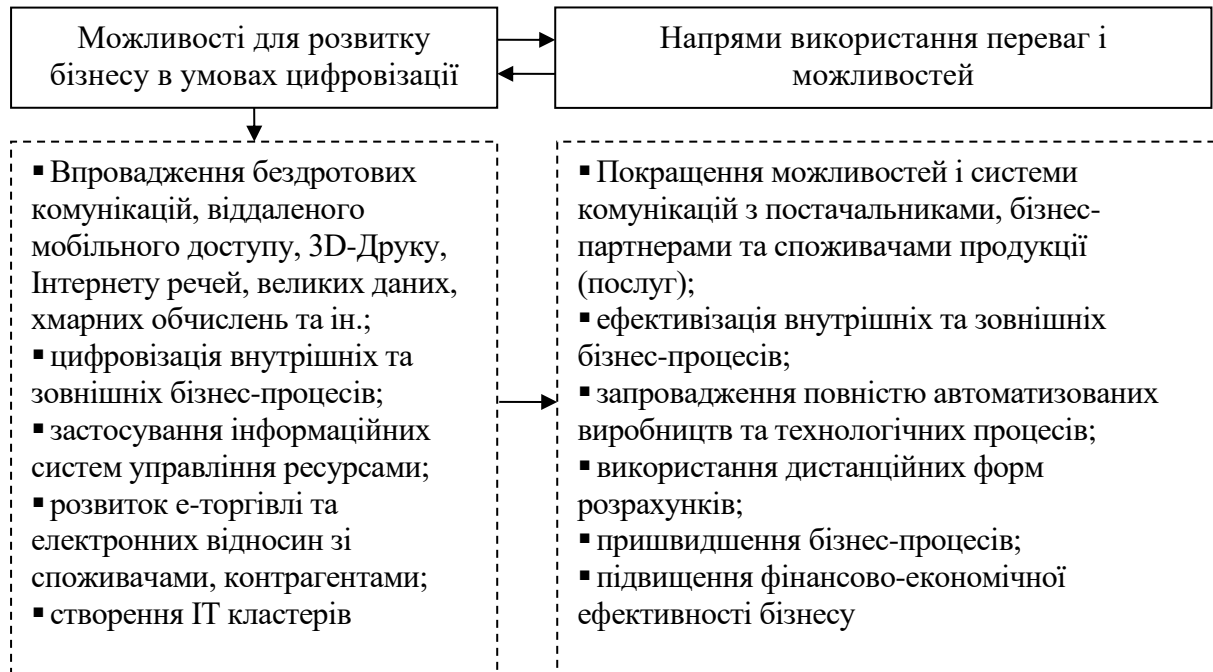 Можливості для розвитку
бізнесу в умовах цифровізації
Напрями використання переваг і
можливостей
▪ Впровадження бездротових
комунікацій, віддаленого
мобільного доступу, 3D-Друку,
Інтернету речей, великих даних,
хмарних обчислень та ін.;
▪ цифровізація внутрішніх та
зовнішніх бізнес-процесів;
▪ застосування інформаційних
систем управління ресурсами;
▪ розвиток е-торгівлі та
електронних відносин зі
споживачами, контрагентами;
▪ створення ІТ кластерів
▪ Покращення можливостей і системи
комунікацій з постачальниками, бізнес-
партнерами та споживачами продукції
(послуг);
▪ ефективізація внутрішніх та зовнішніх
бізнес-процесів;
▪ запровадження повністю автоматизованих
виробництв та технологічних процесів;
▪ використання дистанційних форм
розрахунків;
▪ пришвидшення бізнес-процесів;
▪ підвищення фінансово-економічної
ефективності бізнесу